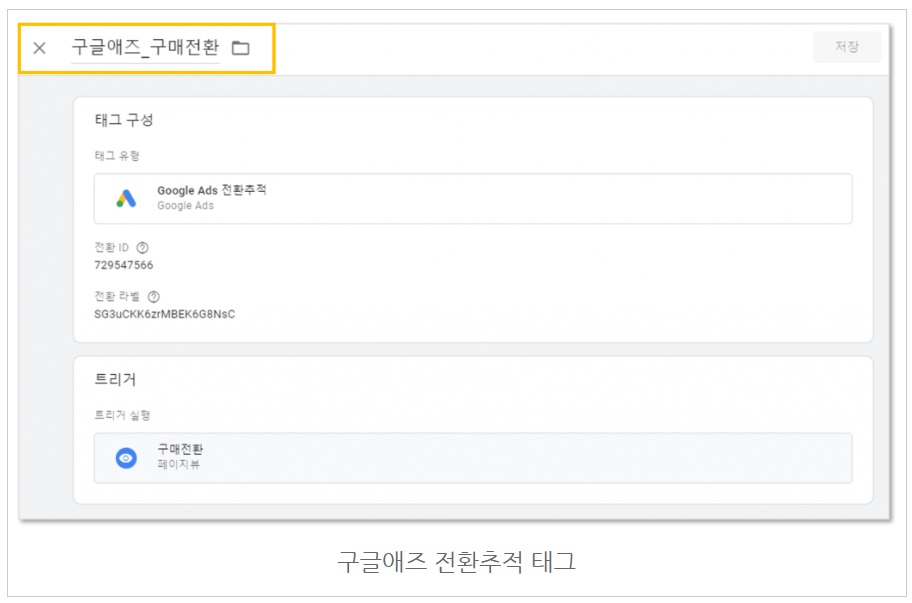 구글애즈_구매전환
저장
태그 구성
태그 유형
Google Ads 전환추적
Google Ads
전환 ID
729547566
전환 라벨
SG3uCKK6zrMBEK6G8NsC
트리거
트리거 실행
구매전환
페이지뷰
구글애즈 전환추적 태그